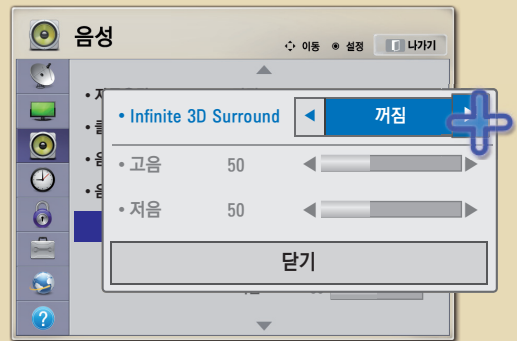 음성
이동 설정 나가기
• Infinite 3D Surround 꺼짐
• 고음 50
• 저음 50
닫기